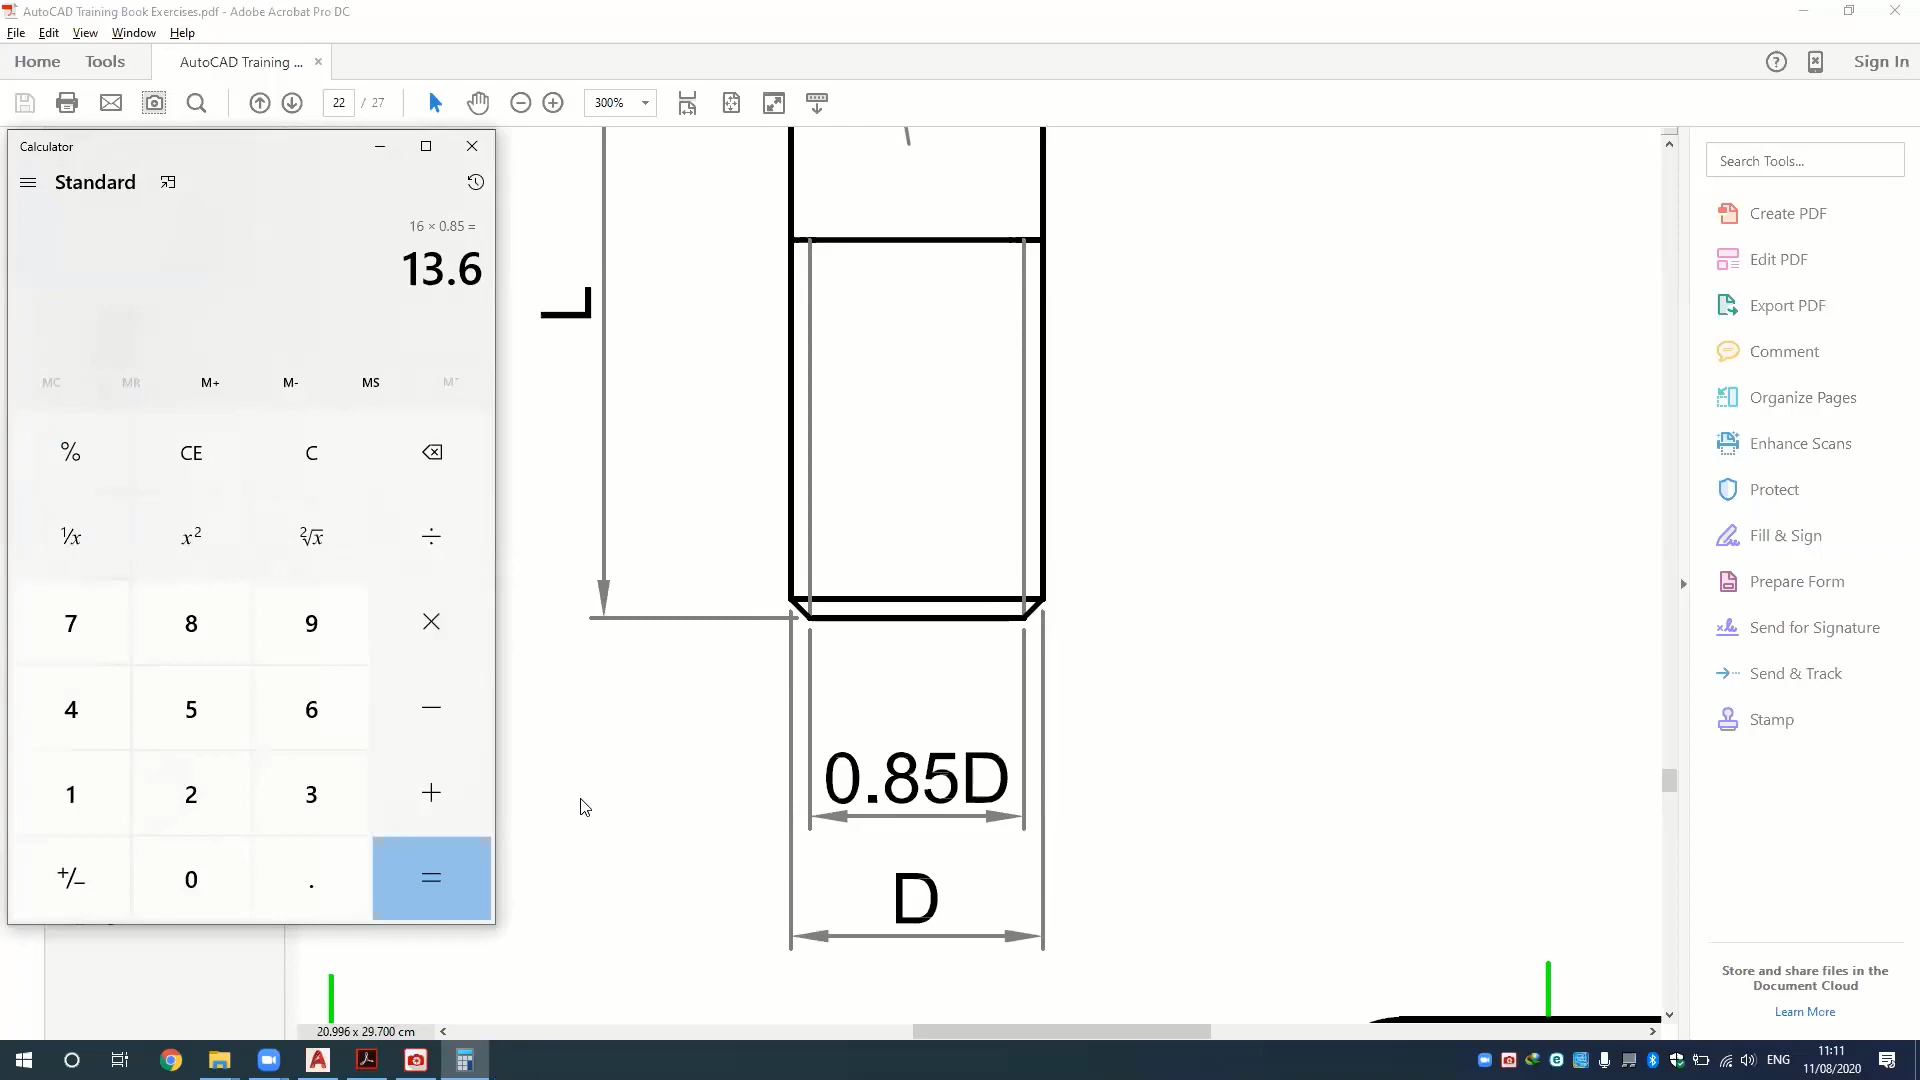 AutoCAD Training Book Exercises.pdf - Adobe Acrobat Pro DC
File Edit View Window Help
Home Tools AutoCAD Training ... × Sign In
22 / 27 300%
Calculator
Standard
16 × 0.85 =
13.6
MC MR M+ M- MS M˅
% CE C
¹/x x² ²√x ÷
7 8 9 ×
4 5 6 −
1 2 3 +
+/− 0 . =
L
0.85D
D
20.996 x 29.700 cm
Search Tools...
Create PDF
Edit PDF
Export PDF
Comment
Organize Pages
Enhance Scans
Protect
Fill & Sign
Prepare Form
Send for Signature
Send & Track
Stamp
Store and share files in the
Document Cloud
Learn More
ENG
11:11
11/08/2020